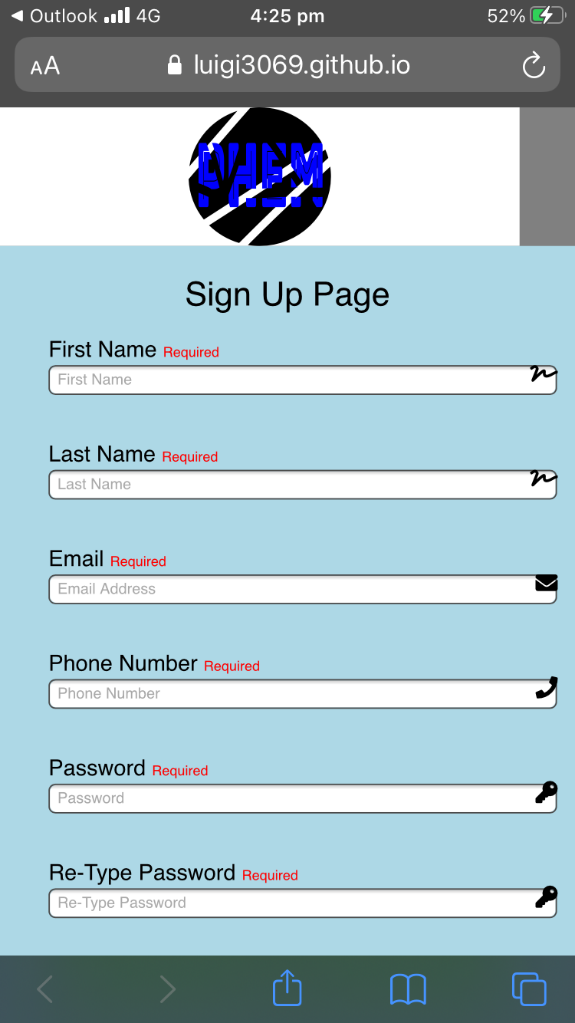 Outlook 4G 4:25 pm 52%
AA luigi3069.github.io
Sign Up Page
First Name Required
First Name
Last Name Required
Last Name
Email Required
Email Address
Phone Number Required
Phone Number
Password Required
Password
Re-Type Password Required
Re-Type Password